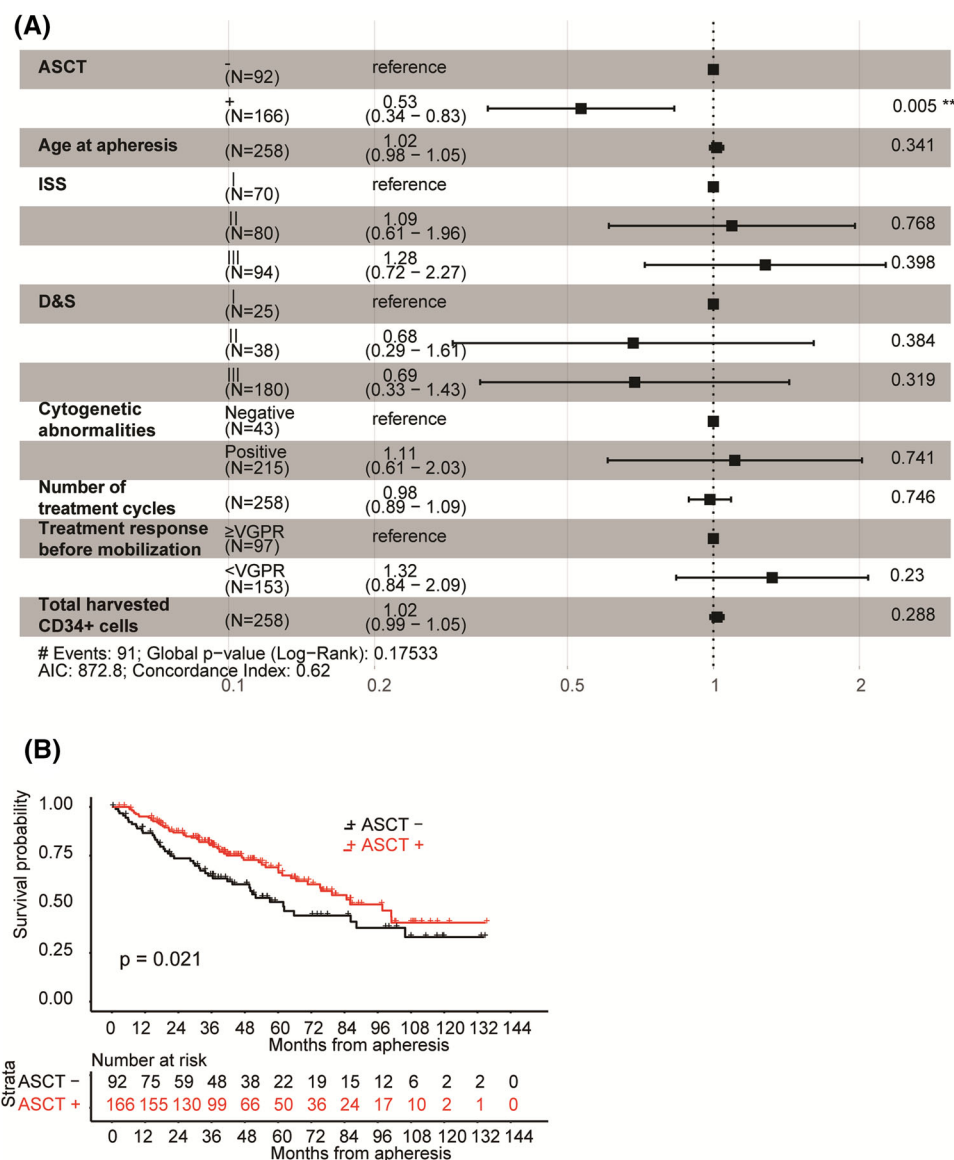 (A)
ASCT - (N=92) reference
+ (N=166) 0.53 (0.34 − 0.83) 0.005 **
Age at apheresis (N=258) 1.02 (0.98 − 1.05) 0.341
ISS I (N=70) reference
II (N=80) 1.09 (0.61 − 1.96) 0.768
III (N=94) 1.28 (0.72 − 2.27) 0.398
D&S I (N=25) reference
II (N=38) 0.68 (0.29 − 1.61) 0.384
III (N=180) 0.69 (0.33 − 1.43) 0.319
Cytogenetic abnormalities Negative (N=43) reference
Positive (N=215) 1.11 (0.61 − 2.03) 0.741
Number of treatment cycles (N=258) 0.98 (0.89 − 1.09) 0.746
Treatment response before mobilization ≥VGPR (N=97) reference
<VGPR (N=153) 1.32 (0.84 − 2.09) 0.23
Total harvested CD34+ cells (N=258) 1.02 (0.99 − 1.05) 0.288
# Events: 91; Global p−value (Log−Rank): 0.17533
AIC: 872.8; Concordance Index: 0.62
0.1 0.2 0.5 1 2
(B)
Survival probability
1.00
0.75
0.50
0.25
0.00
ASCT -
ASCT +
p = 0.021
0 12 24 36 48 60 72 84 96 108 120 132 144
Months from apheresis
Number at risk
Strata
ASCT - 92 75 59 48 38 22 19 15 12 6 2 2 0
ASCT + 166 155 130 99 66 50 36 24 17 10 2 1 0
0 12 24 36 48 60 72 84 96 108 120 132 144
Months from apheresis